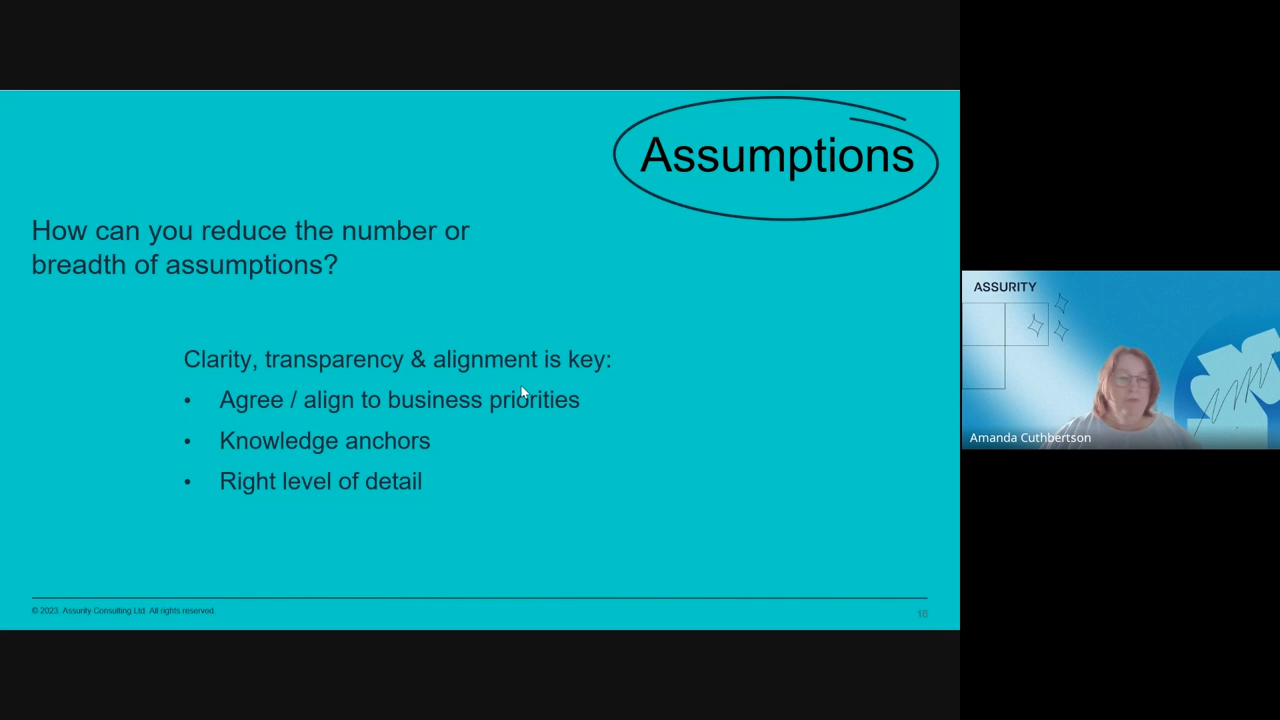 Assumptions
How can you reduce the number or
breadth of assumptions?
Clarity, transparency & alignment is key:
• Agree / align to business priorities
• Knowledge anchors
• Right level of detail
© 2023. Assurity Consulting Ltd. All rights reserved.
16
ASSURITY
Amanda Cuthbertson